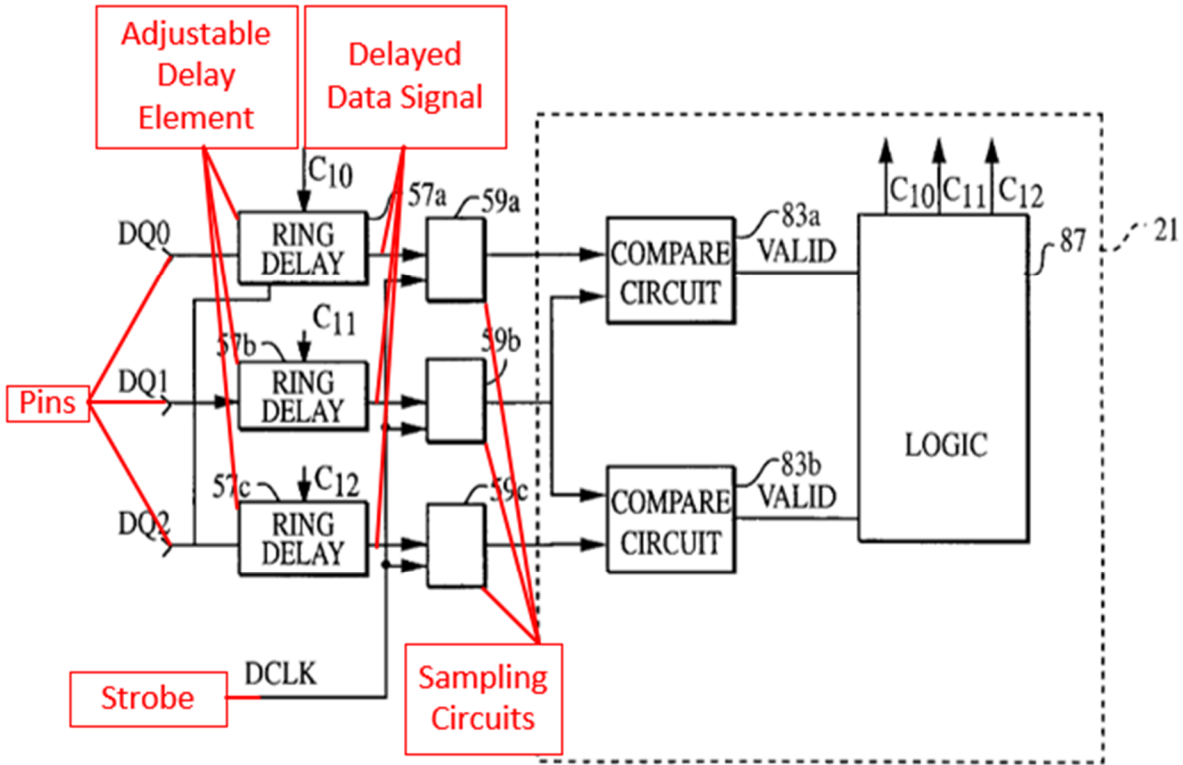 Adjustable
Delay
Element
Delayed
Data Signal
C10
57a
59a
DQ0
RING
DELAY
COMPARE
CIRCUIT
83a
VALID
C10 C11 C12
87
21
C11
57b
59b
DQ1
RING
DELAY
Pins
LOGIC
C12
57c
59c
DQ2
RING
DELAY
COMPARE
CIRCUIT
83b
VALID
DCLK
Strobe
Sampling
Circuits